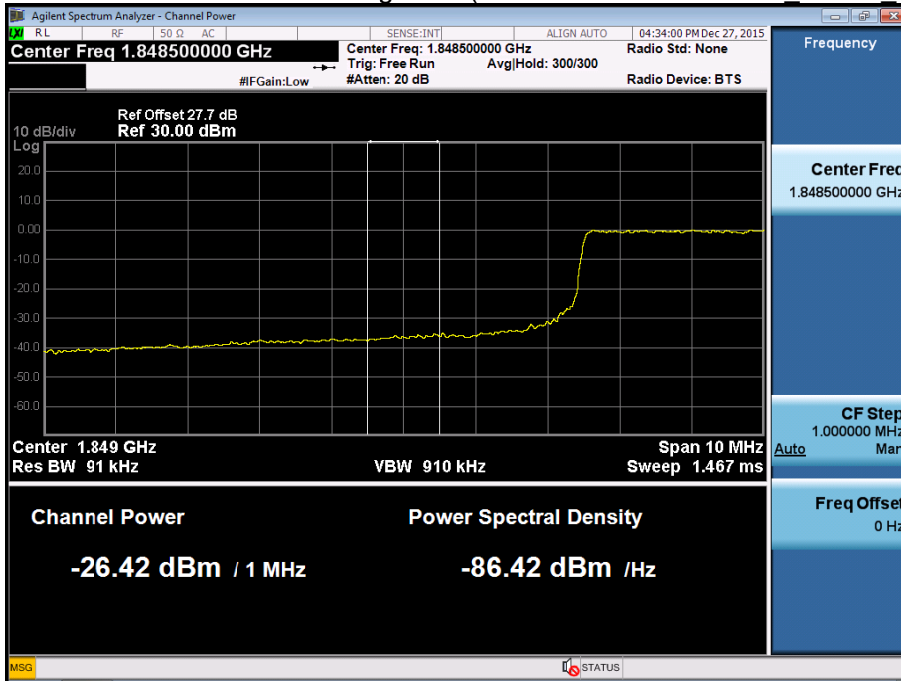 Agilent Spectrum Analyzer - Channel Power
LXI RL RF 50 Ω AC SENSE:INT ALIGN AUTO 04:34:00 PM Dec 27, 2015
Center Freq 1.848500000 GHz
Center Freq: 1.848500000 GHz Radio Std: None
Trig: Free Run Avg|Hold: 300/300
#IFGain:Low #Atten: 20 dB Radio Device: BTS
Ref Offset 27.7 dB
10 dB/div Ref 30.00 dBm
Log
20.0
10.0
0.00
-10.0
-20.0
-30.0
-40.0
-50.0
-60.0
Center 1.849 GHz Span 10 MHz
Res BW 91 kHz VBW 910 kHz Sweep 1.467 ms
Channel Power Power Spectral Density
-26.42 dBm / 1 MHz -86.42 dBm /Hz
MSG STATUS
Frequency
Center Freq
1.848500000 GHz
CF Step
1.000000 MHz
Auto Man
Freq Offset
0 Hz